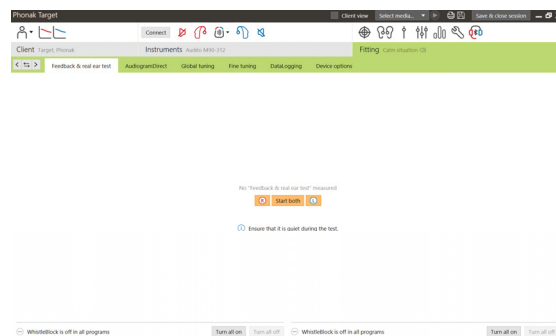 Phonak Target
Client view Select media... Save & close session
Connect
Client Target, Phonak Instruments Audéo M90-312 Fitting Calm situation (3)
Feedback & real ear test AudiogramDirect Global tuning Fine tuning DataLogging Device options
No "Feedback & real ear test" measured
R Start both L
Ensure that it is quiet during the test.
WhistleBlock is off in all programs Turn all on Turn all off WhistleBlock is off in all programs Turn all on Turn all off